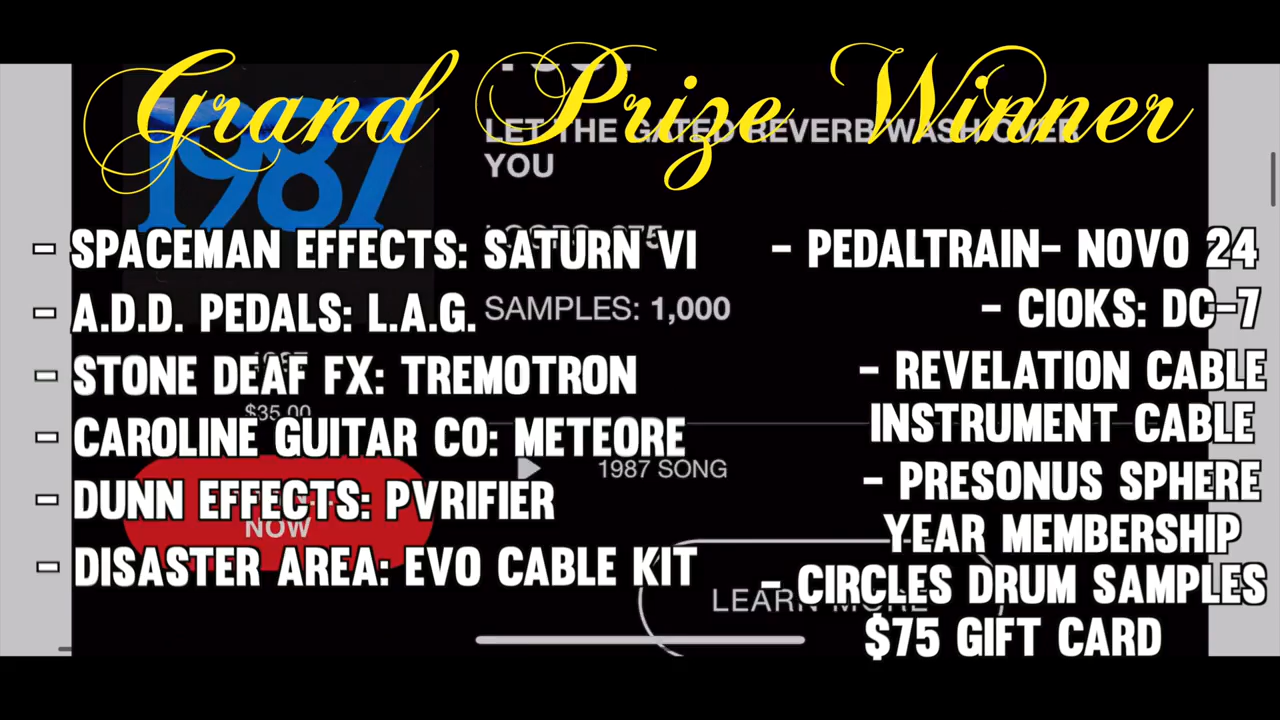 Grand Prize Winner
1987
LET THE GATED REVERB WASH OVER
YOU
- SPACEMAN EFFECTS: SATURN VI
- A.D.D. PEDALS: L.A.G.
SAMPLES: 1,000
- STONE DEAF FX: TREMOTRON
1987
$35.00
- CAROLINE GUITAR CO: METEORE
1987 SONG
- DUNN EFFECTS: PVRIFIER
NOW
- DISASTER AREA: EVO CABLE KIT
- PEDALTRAIN- NOVO 24
- CIOKS: DC-7
- REVELATION CABLE
INSTRUMENT CABLE
- PRESONUS SPHERE
YEAR MEMBERSHIP
- CIRCLES DRUM SAMPLES
$75 GIFT CARD
LEARN MORE